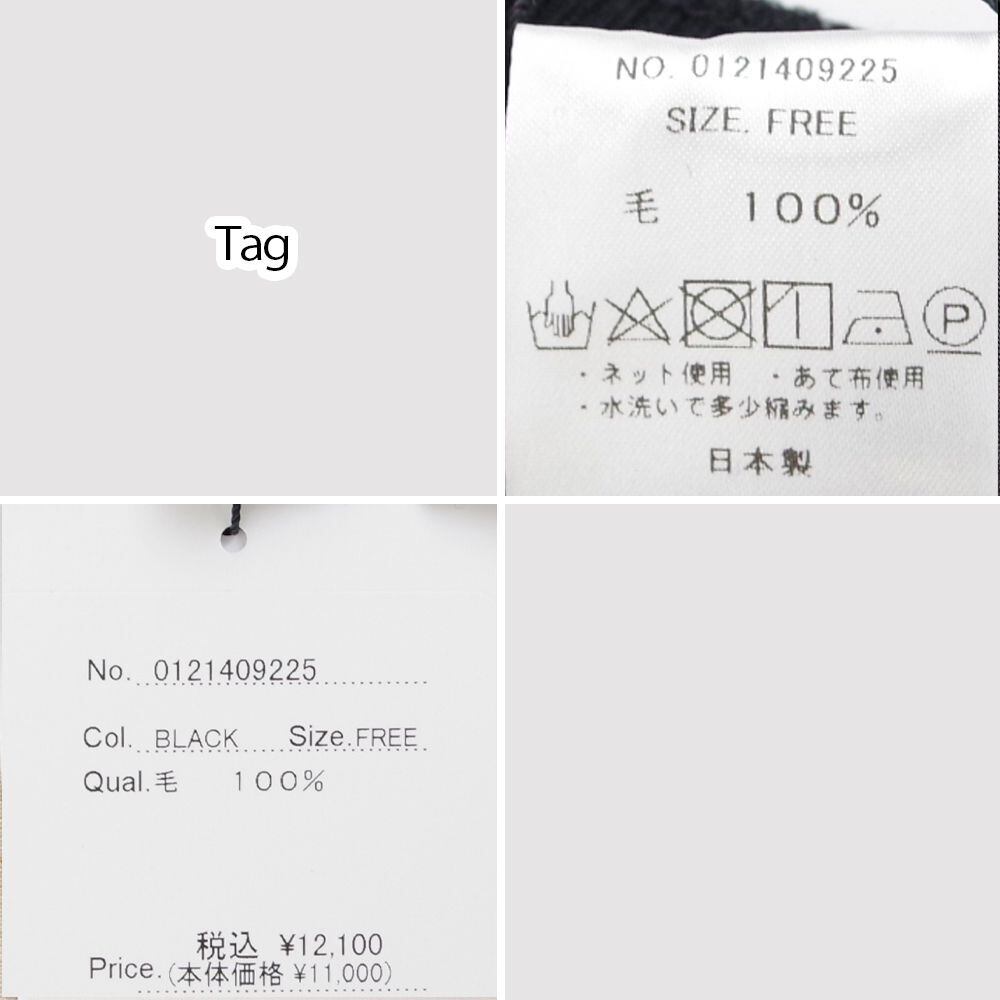 Tag
NO. 0121409225
SIZE. FREE
毛 100%
P
・ネット使用 ・あて布使用
・水洗いで多少縮みます。
日本製
No. 0121409225
Col. BLACK Size. FREE
Qual. 毛 100%
税込 ¥12,100
Price. (本体価格 ¥11,000)